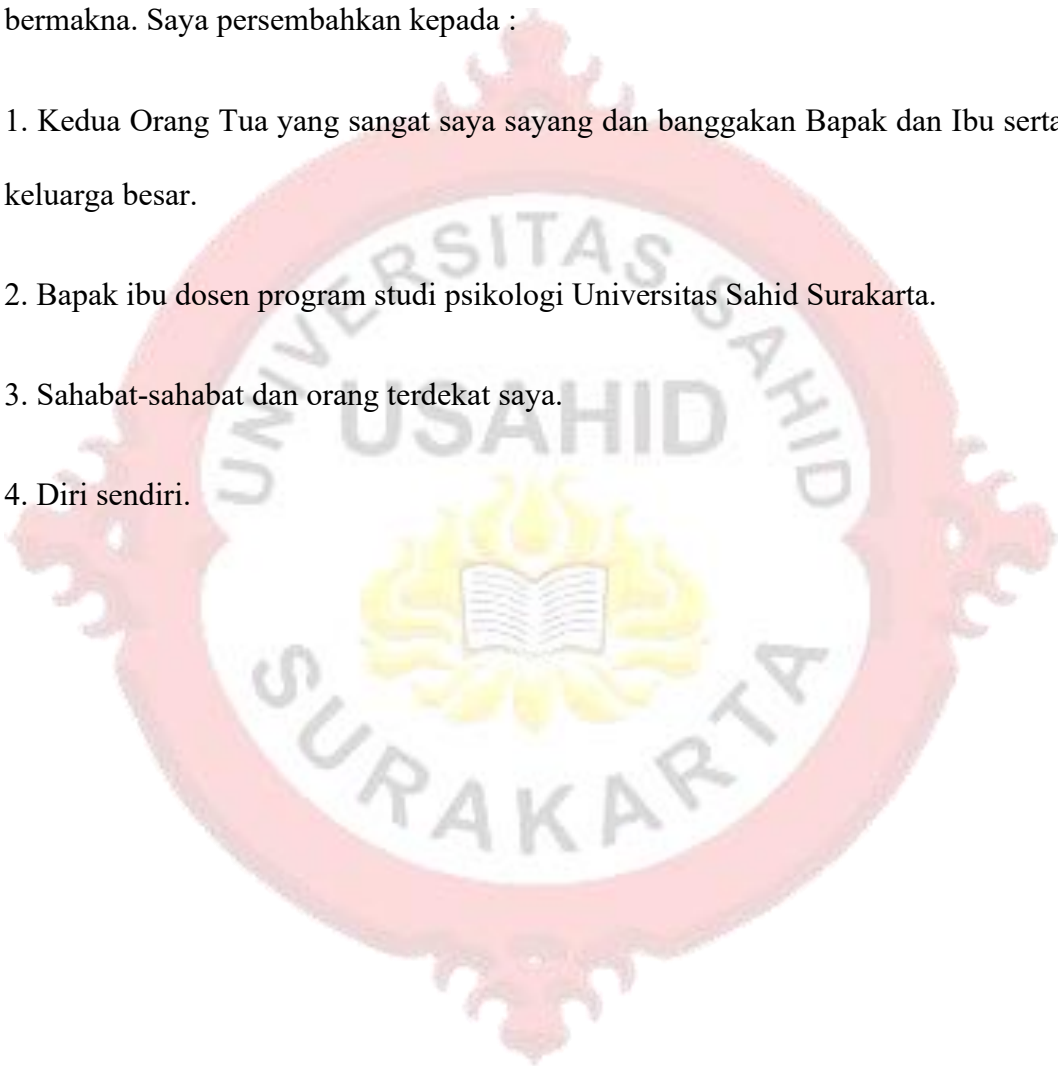 bermakna. Saya persembahkan kepada :
1. Kedua Orang Tua yang sangat saya sayang dan banggakan Bapak dan Ibu serta
keluarga besar.
2. Bapak ibu dosen program studi psikologi Universitas Sahid Surakarta.
3. Sahabat-sahabat dan orang terdekat saya.
4. Diri sendiri.
UNIVERSITAS SAHID
USAHID
SURAKARTA